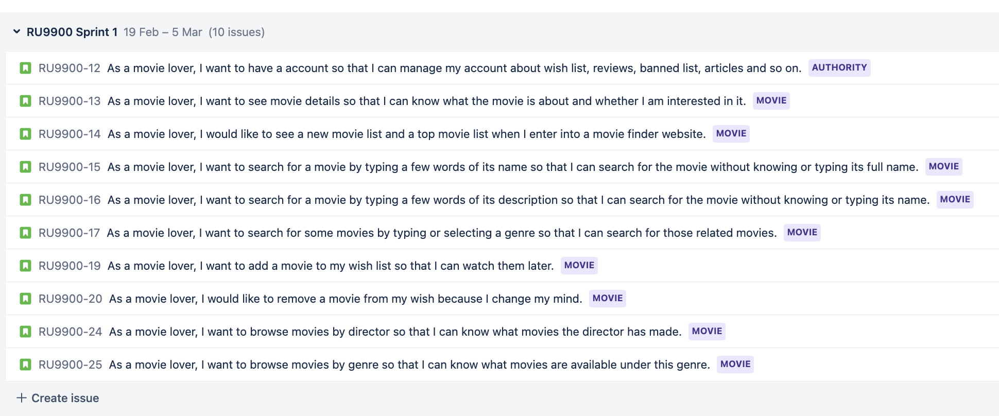 RU9900 Sprint 1 19 Feb – 5 Mar (10 issues)
RU9900-12 As a movie lover, I want to have a account so that I can manage my account about wish list, reviews, banned list, articles and so on. AUTHORITY
RU9900-13 As a movie lover, I want to see movie details so that I can know what the movie is about and whether I am interested in it. MOVIE
RU9900-14 As a movie lover, I would like to see a new movie list and a top movie list when I enter into a movie finder website. MOVIE
RU9900-15 As a movie lover, I want to search for a movie by typing a few words of its name so that I can search for the movie without knowing or typing its full name. MOVIE
RU9900-16 As a movie lover, I want to search for a movie by typing a few words of its description so that I can search for the movie without knowing or typing its name. MOVIE
RU9900-17 As a movie lover, I want to search for some movies by typing or selecting a genre so that I can search for those related movies. MOVIE
RU9900-19 As a movie lover, I want to add a movie to my wish list so that I can watch them later. MOVIE
RU9900-20 As a movie lover, I would like to remove a movie from my wish because I change my mind. MOVIE
RU9900-24 As a movie lover, I want to browse movies by director so that I can know what movies the director has made. MOVIE
RU9900-25 As a movie lover, I want to browse movies by genre so that I can know what movies are available under this genre. MOVIE
+ Create issue